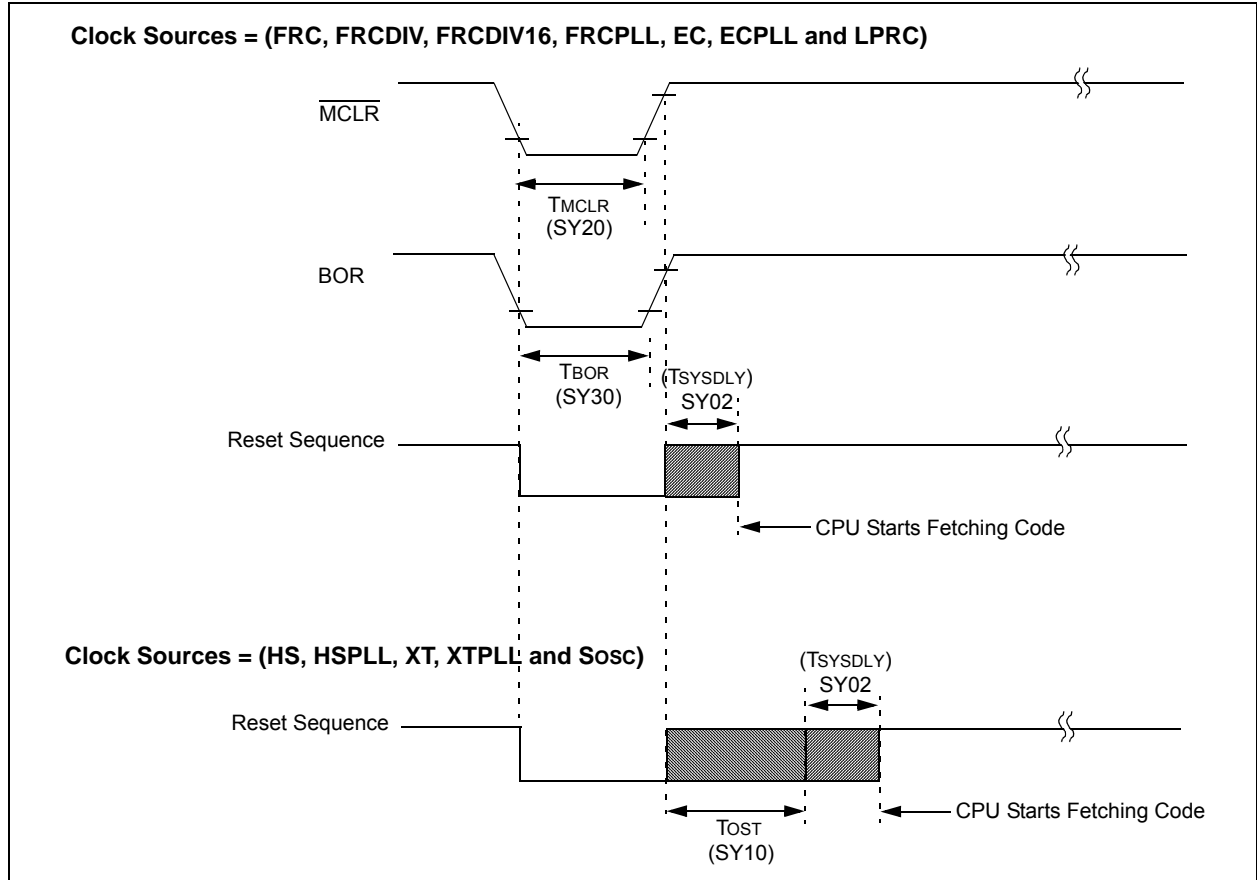 Clock Sources = (FRC, FRCDIV, FRCDIV16, FRCPLL, EC, ECPLL and LPRC)
MCLR
TMCLR
(SY20)
BOR
TBOR
(SY30)
(TSYSDLY)
SY02
Reset Sequence
CPU Starts Fetching Code
Clock Sources = (HS, HSPLL, XT, XTPLL and SOSC)
(TSYSDLY)
SY02
Reset Sequence
CPU Starts Fetching Code
TOST
(SY10)